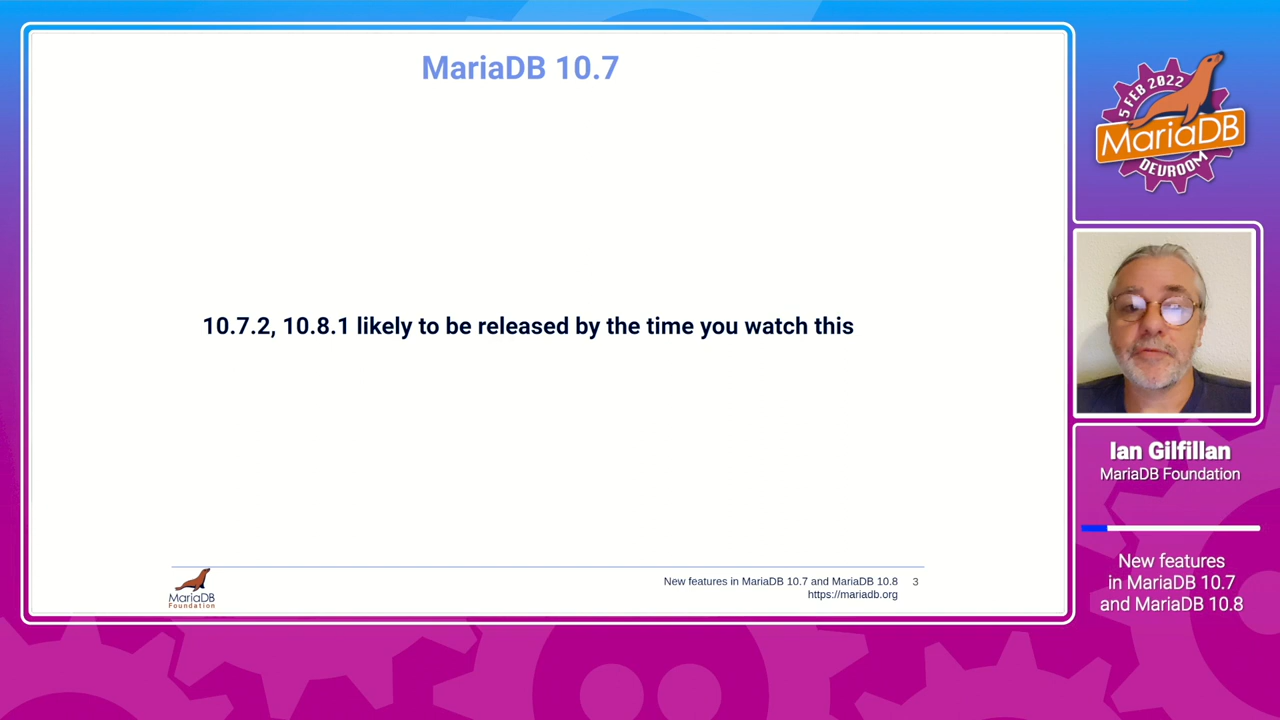 MariaDB 10.7
10.7.2, 10.8.1 likely to be released by the time you watch this
MariaDB
Foundation
New features in MariaDB 10.7 and MariaDB 10.8 3
https://mariadb.org
5 FEB 2022
MariaDB
DEVROOM
Ian Gilfillan
MariaDB Foundation
New features
in MariaDB 10.7
and MariaDB 10.8